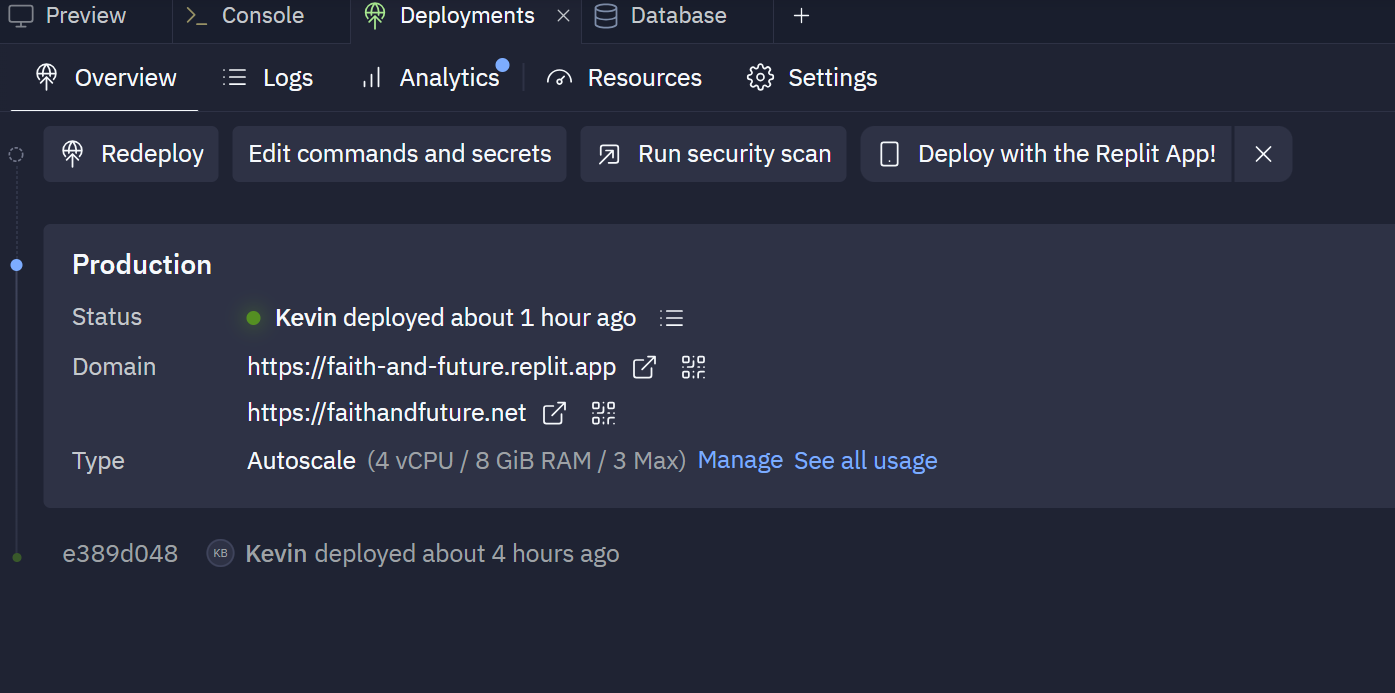 Preview Console Deployments Database
Overview Logs Analytics Resources Settings
Redeploy Edit commands and secrets Run security scan Deploy with the Replit App!
Production
Status Kevin deployed about 1 hour ago
Domain https://faith-and-future.replit.app
https://faithandfuture.net
Type Autoscale (4 vCPU / 8 GiB RAM / 3 Max) Manage See all usage
e389d048 KB Kevin deployed about 4 hours ago